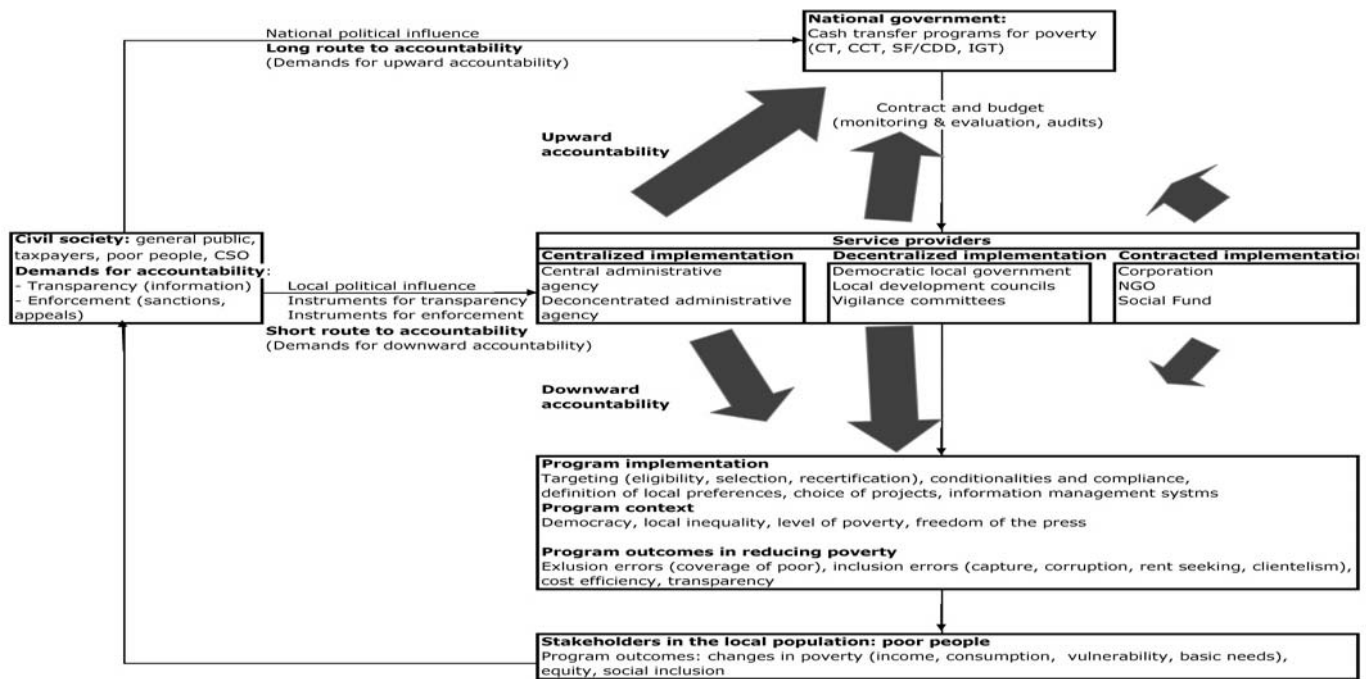 National government:
Cash transfer programs for poverty
(CT, CCT, SF/CDD, IGT)
National political influence
Long route to accountability
(Demands for upward accountability)
Contract and budget
(monitoring & evaluation, audits)
Upward
accountability
Civil society: general public,
taxpayers, poor people, CSO
Demands for accountability:
- Transparency (information)
- Enforcement (sanctions,
appeals)
Local political influence
Instruments for transparency
Instruments for enforcement
Short route to accountability
(Demands for downward accountability)
Service providers
Centralized implementation
Central administrative
agency
Deconcentrated administrative
agency
Decentralized implementation
Democratic local government
Local development councils
Vigilance committees
Contracted implementatio
Corporation
NGO
Social Fund
Downward
accountability
Program implementation
Targeting (eligibility, selection, recertification), conditionalities and compliance,
definition of local preferences, choice of projects, information management systms
Program context
Democracy, local inequality, level of poverty, freedom of the press
Program outcomes in reducing poverty
Exlusion errors (coverage of poor), inclusion errors (capture, corruption, rent seeking, clientelism),
cost efficiency, transparency
Stakeholders in the local population: poor people
Program outcomes: changes in poverty (income, consumption, vulnerability, basic needs),
equity, social inclusion